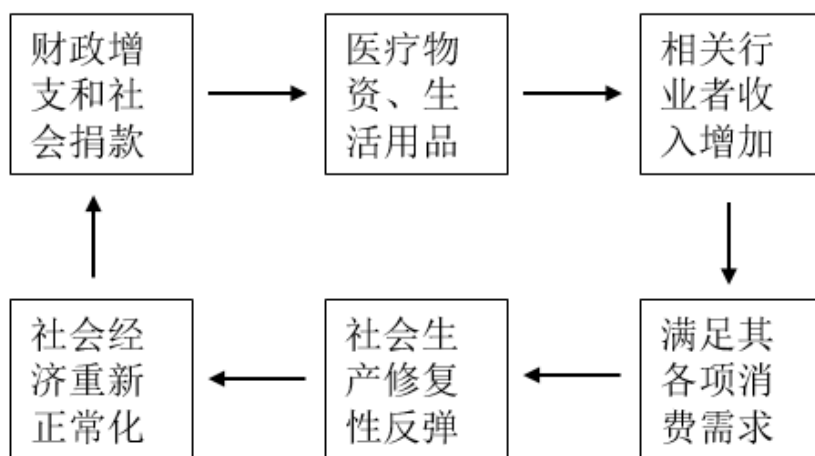 财政增
支和社
会捐款
医疗物
资、生
活用品
相关行
业者收
入增加
满足其
各项消
费需求
社会生
产修复
性反弹
社会经
济重新
正常化